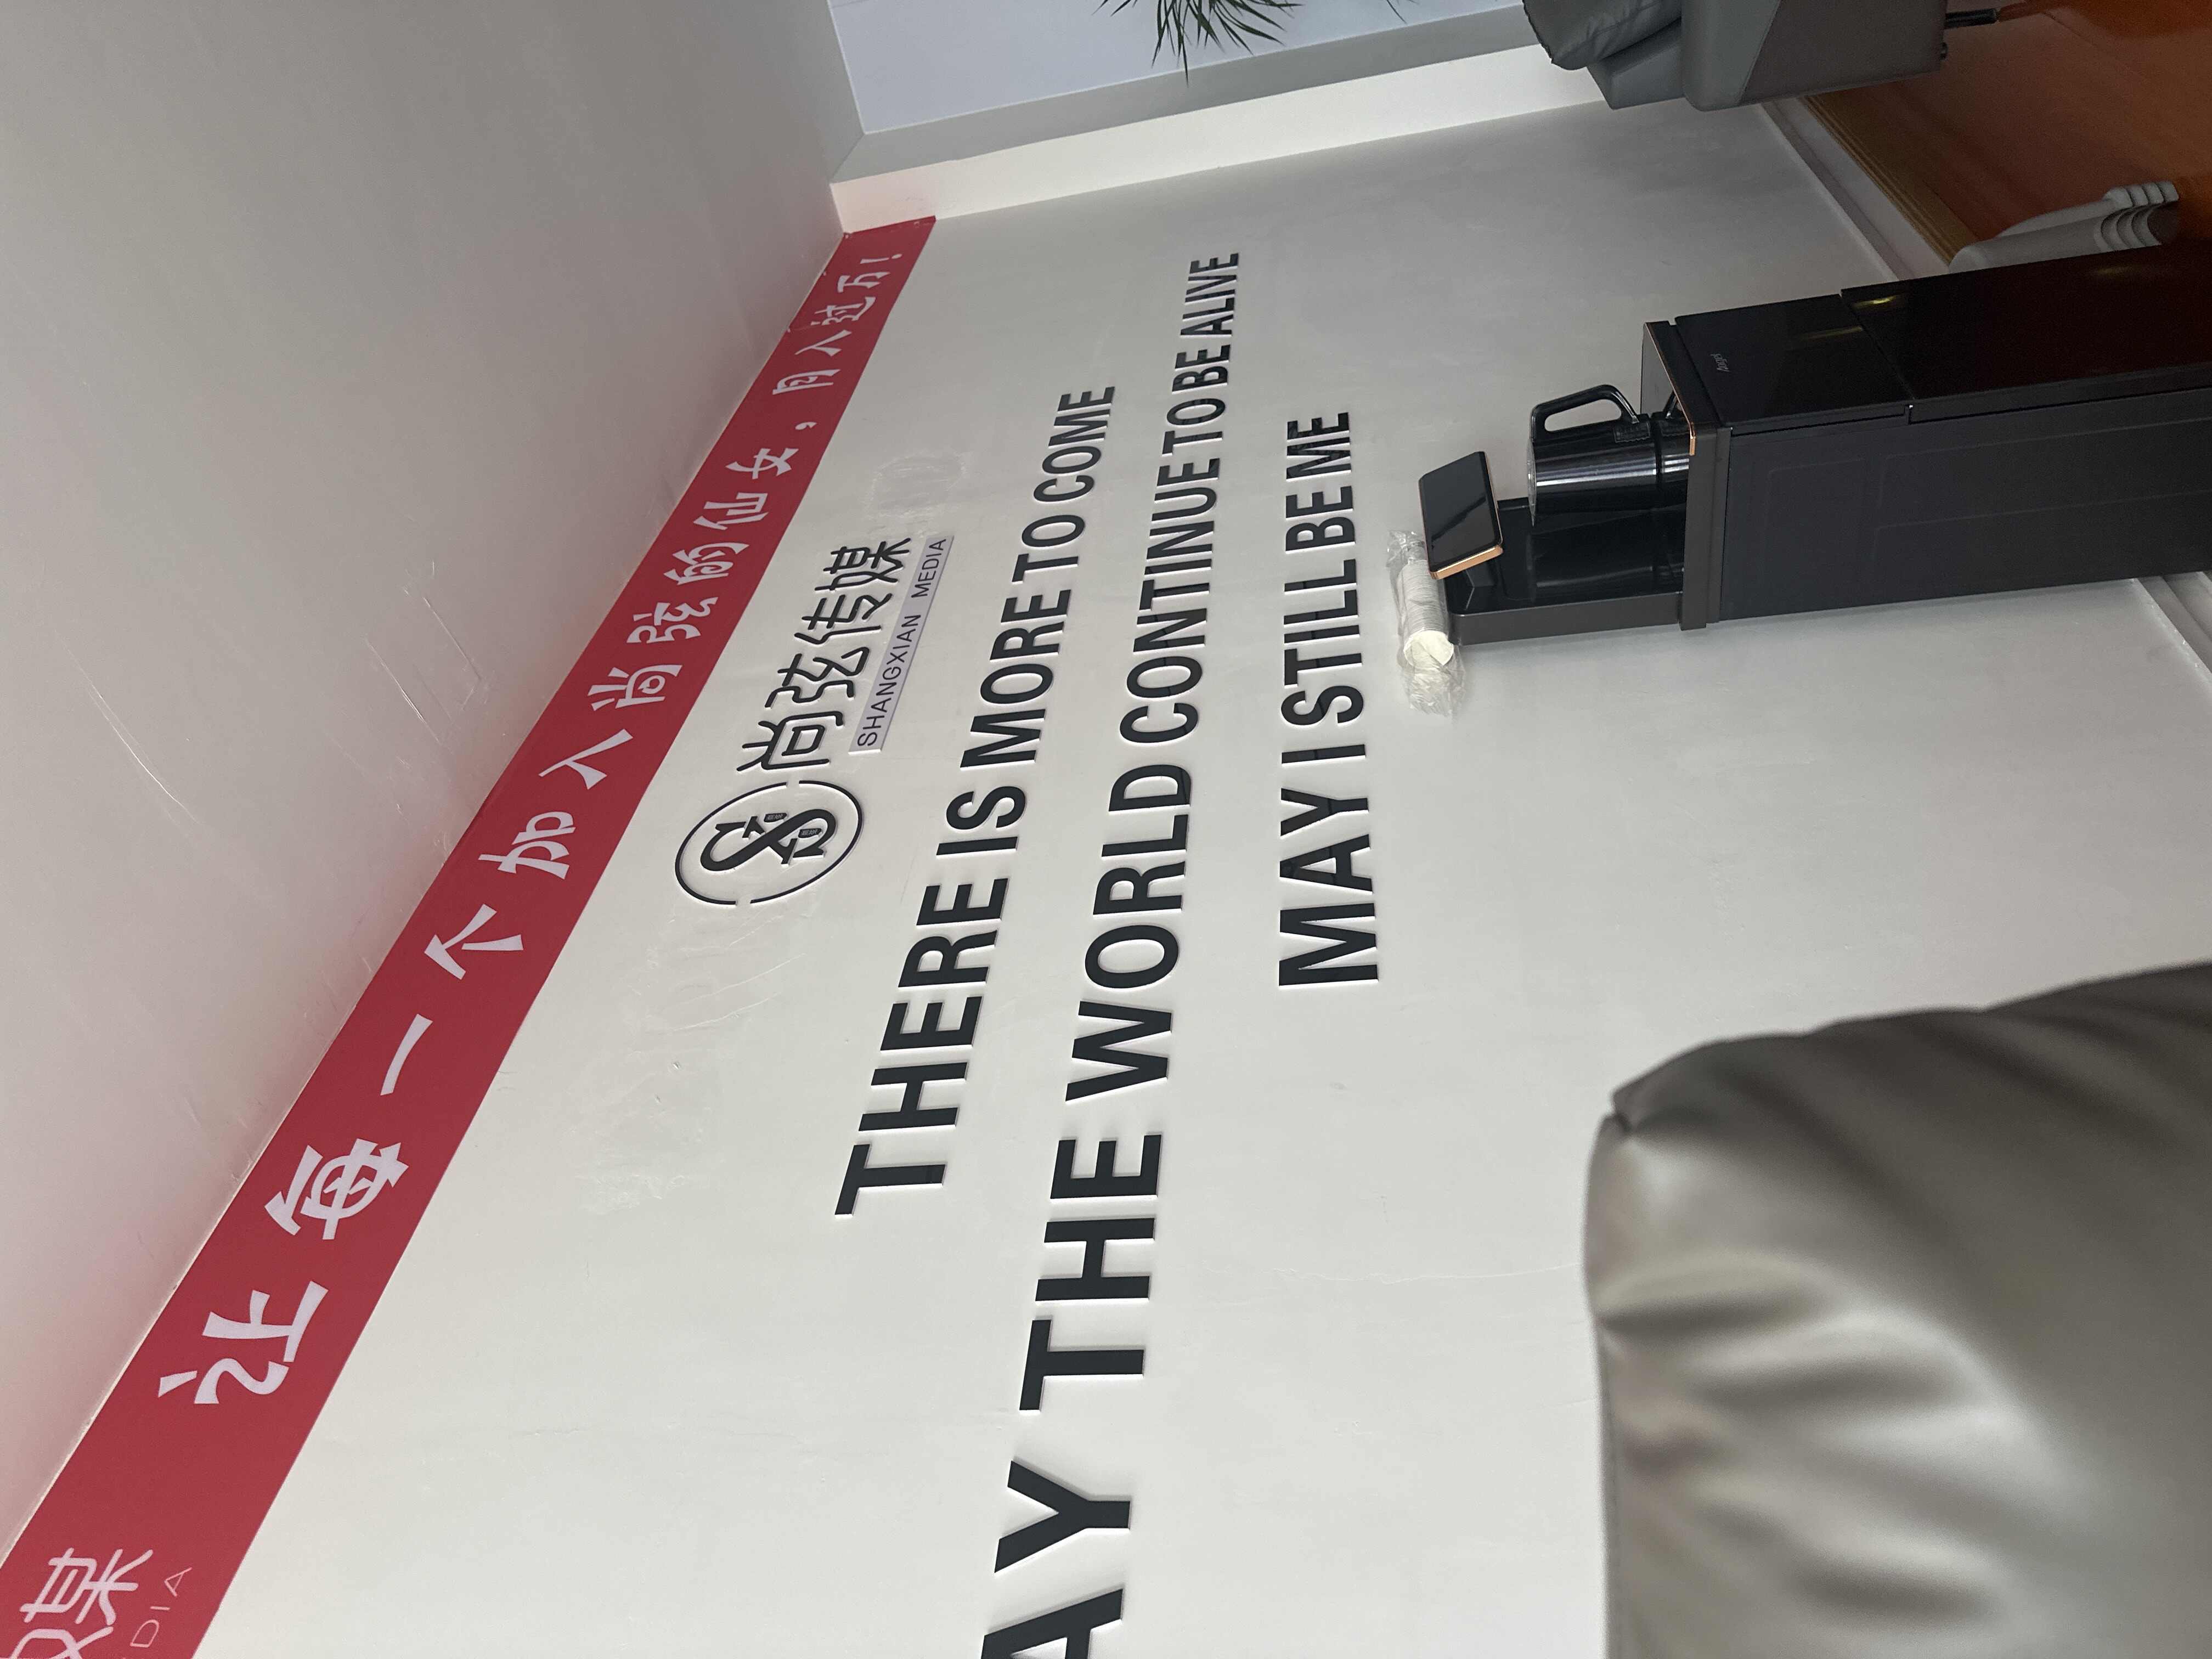 让每一个加入尚弦的仙女，月入过万！
媒
DIA
尚弦传媒
SHANGXIAN MEDIA
THERE IS MORE TO COME
AY THE WORLD CONTINUE TO BE ALIVE
MAY I STILL BE ME
Angel